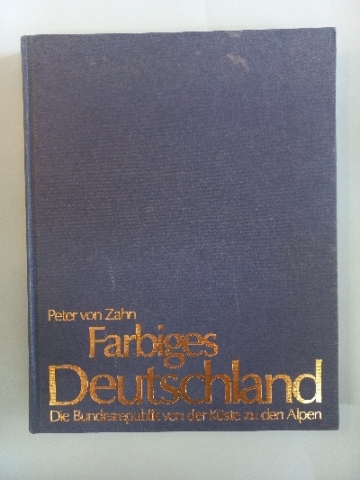 Peter von Zahn
Farbiges
Deutschland
Die Bundesrepublik von der Küste zu den Alpen